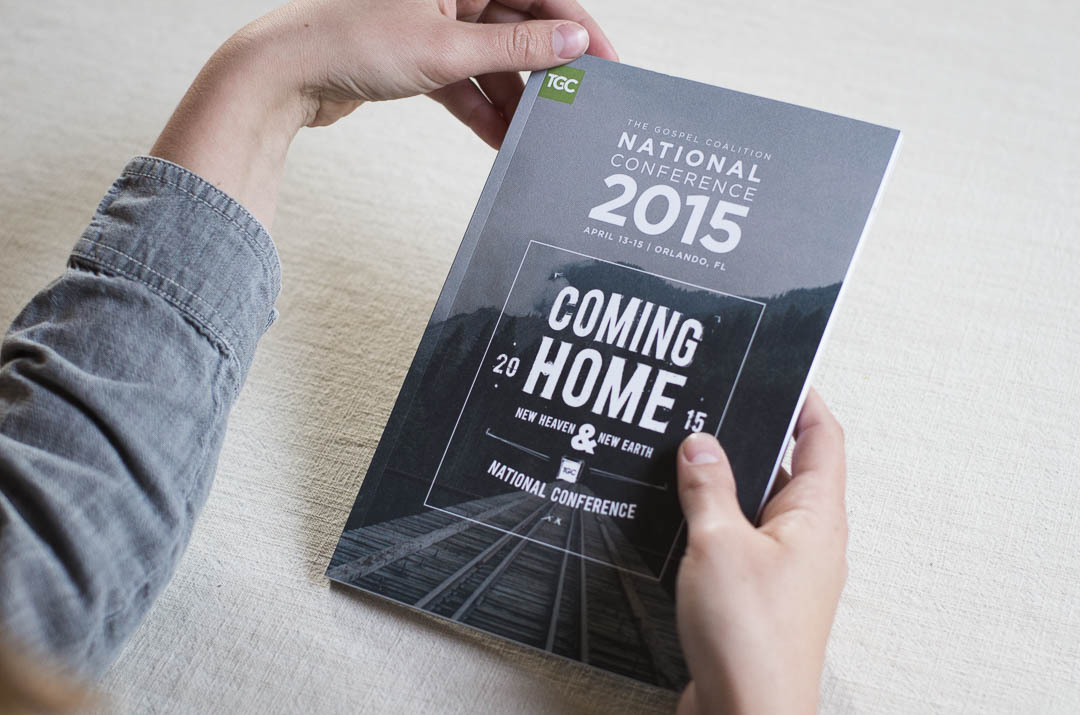 TGC
THE GOSPEL COALITION
NATIONAL
CONFERENCE
2015
APRIL 13-15 | ORLANDO, FL
COMING
20 HOME 15
NEW HEAVEN & NEW EARTH
TGC
NATIONAL CONFERENCE